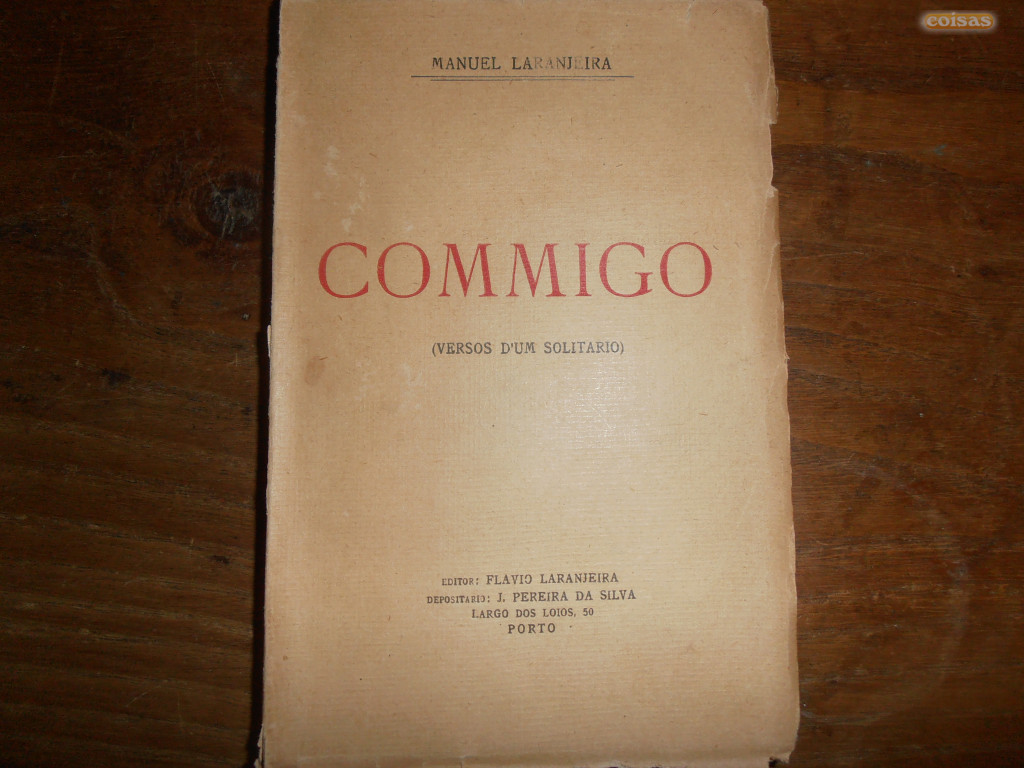 coisas
MANUEL LARANJEIRA
COMMIGO
(VERSOS D'UM SOLITARIO)
EDITOR: FLAVIO LARANJEIRA
DEPOSITARIO: J. PEREIRA DA SILVA
LARGO DOS LOIOS, 50
PORTO